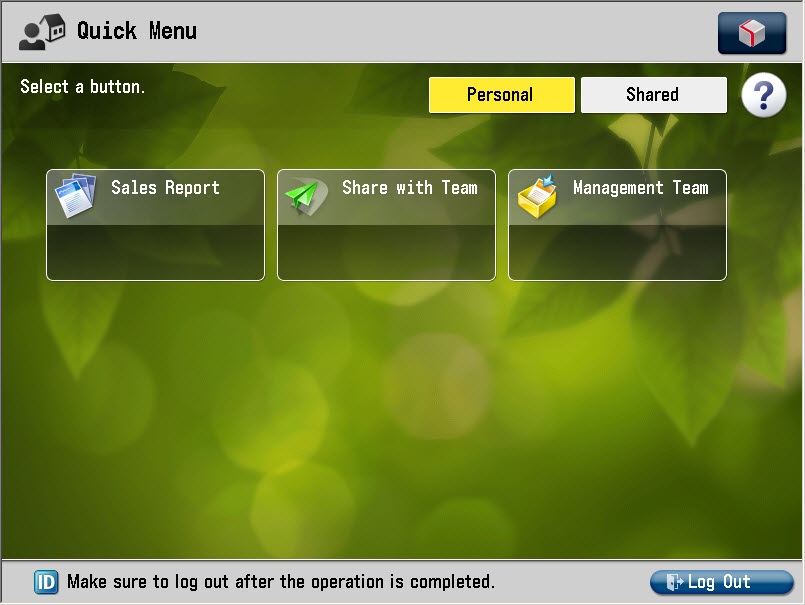 Quick Menu
Select a button.
Personal
Shared
?
Sales Report
Share with Team
Management Team
ID Make sure to log out after the operation is completed.
Log Out